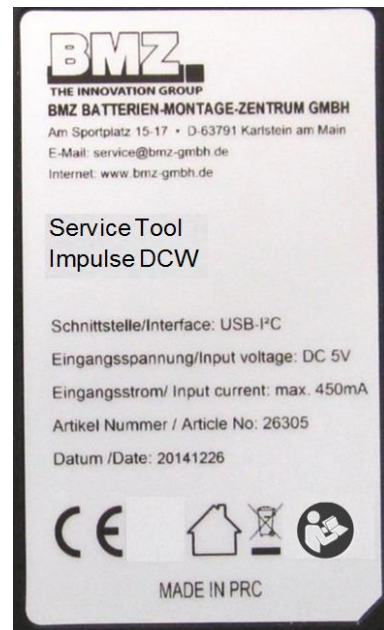 BMZ
THE INNOVATION GROUP
BMZ BATTERIEN-MONTAGE-ZENTRUM GMBH
Am Sportplatz 15-17 • D-63791 Karlstein am Main
E-Mail: service@bmz-gmbh.de
Internet: www.bmz-gmbh.de
Service Tool
Impulse DCW
Schnittstelle/Interface: USB-I²C
Eingangsspannung/Input voltage: DC 5V
Eingangsstrom/ Input current: max. 450mA
Artikel Nummer / Article No: 26305
Datum /Date: 20141226
CE
MADE IN PRC